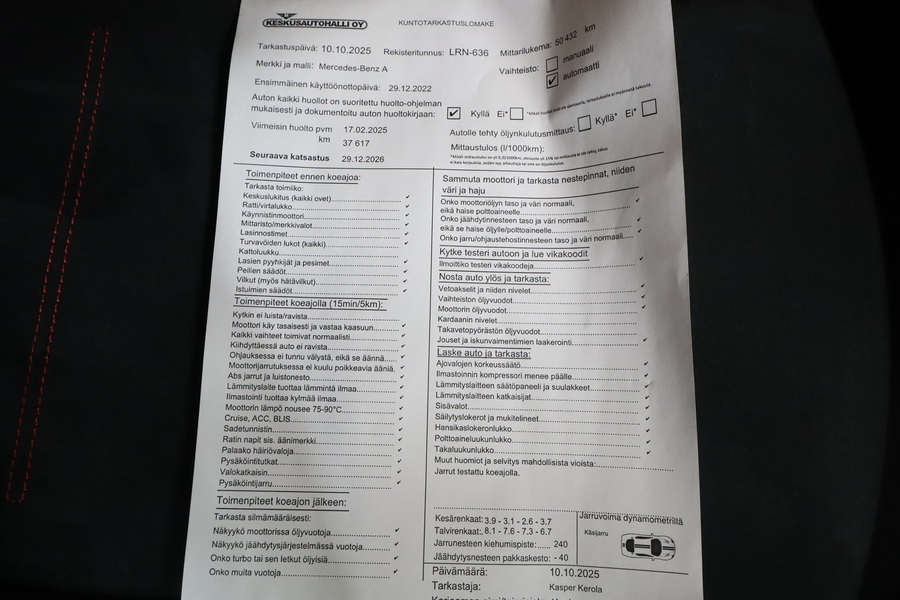 KESKUSAUTOHALLI OY
KUNTOTARKASTUSLOMAKE
Tarkastuspäivä: 10.10.2025 Rekisteritunnus: LRN-636 Mittarilukema: 50 432 km
Merkki ja malli: Mercedes-Benz A
Vaihteisto: manuaali
automaatti
Ensimmäinen käyttöönottopäivä: 29.12.2022
Auton kaikki huollot on suoritettu huolto-ohjelman
mukaisesti ja dokumentoitu auton huoltokirjaan: Kyllä Ei*
Viimeisin huolto pvm 17.02.2025
km 37 617
Seuraava katsastus 29.12.2026
Autolle tehty öljynkulutusmittaus: Kyllä* Ei*
Mittaustulos (l/1000km):
Toimenpiteet ennen koeajoa:
Tarkasta toimiiko:
Keskuslukitus (kaikki ovet)
Ratti/virtalukko
Käynnistinmoottori
Mittaristo/merkkivalot
Lasinnostimet
Turvavöiden lukot (kaikki)
Kattoluukku
Lasien pyyhkijät ja pesimet
Peilien säädöt
Vilkut (myös hätävilkut)
Istuimien säädöt
Toimenpiteet koeajolla (15min/5km):
Kytkin ei luista/ravista
Moottori käy tasaisesti ja vastaa kaasuun
Kaikki vaihteet toimivat normaalisti
Kiihdyttäessä auto ei ravista
Ohjauksessa ei tunnu välystä, eikä se äännä
Moottorijarrutuksessa ei kuulu poikkeavia ääniä.
Abs jarrut ja luistonesto
Lämmityslaite tuottaa lämmintä ilmaa
Ilmastointi tuottaa kylmää ilmaa
Moottorin lämpö nousee 75-90°C
Cruise, ACC, BLIS
Sadetunnistin
Ratin napit sis. äänimerkki
Palaako häiriövaloja
Pysäköintitutkat
Valokatkaisin
Pysäköintijarru
Toimenpiteet koeajon jälkeen:
Tarkasta silmämääräisesti:
Näkyykö moottorissa öljyvuotoja
Näkyykö jäähdytysjärjestelmässä vuotoja
Onko turbo tai sen letkut öljyisiä
Onko muita vuotoja
Sammuta moottori ja tarkasta nestepinnat, niiden
väri ja haju
Onko moottoriöljyn taso ja väri normaali,
eikä haise polttoaineelle
Onko jäähdytinnesteen taso ja väri normaali,
eikä se haise öljylle/polttoaineelle
Onko jarru/ohjaustehostinnesteen taso ja väri normaali
Kytke testeri autoon ja lue vikakoodit
Ilmoittiko testeri vikakoodeja
Nosta auto ylös ja tarkasta:
Vetoakselit ja niiden nivelet
Vaihteiston öljyvuodot
Moottorin öljyvuodot
Kardaanin nivelet
Takavetopyörästön öljyvuodot
Jouset ja iskunvaimentimien laakerointi
Laske auto ja tarkasta:
Ajovalojen korkeussäätö
Ilmastoinnin kompressori menee päälle
Lämmityslaitteen säätöpaneeli ja suulakkeet
Lämmityslaitteen katkaisijat
Sisävalot
Säilytyslokerot ja mukitelineet
Hansikaslokeronlukko
Polttoaineluukunlukko
Takaluukunlukko
Muut huomiot ja selvitys mahdollisista vioista:
Jarrut testattu koeajolla.
Kesärenkaat: 3.9 - 3.1 - 2.6 - 3.7
Talvirenkaat: 8.1 - 7.6 - 7.3 - 6.7
Jarrunesteen kiehumispiste: 240
Jäähdytysnesteen pakkaskesto: - 40
Jarruvoima dynamometrillä
Käsijarru
Päivämäärä: 10.10.2025
Tarkastaja: Kasper Kerola